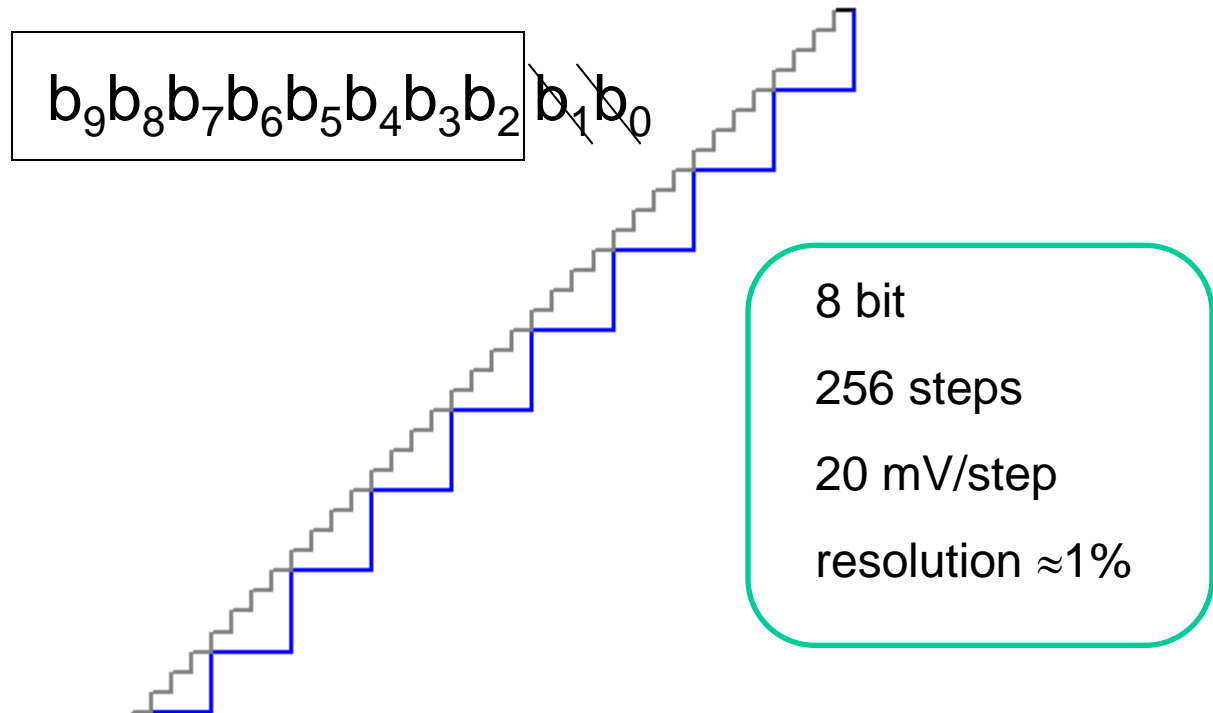 b₉b₈b₇b₆b₅b₄b₃b₂ b₁b₀
8 bit
256 steps
20 mV/step
resolution ≈1%